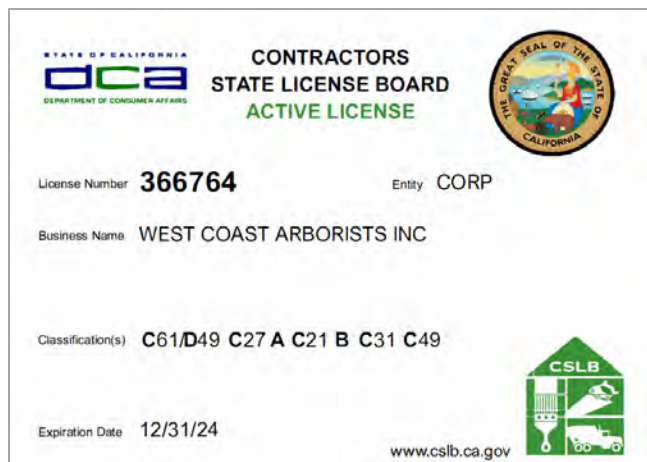 STATE OF CALIFORNIA
dca
DEPARTMENT OF CONSUMER AFFAIRS
CONTRACTORS
STATE LICENSE BOARD
ACTIVE LICENSE
THE GREAT SEAL OF THE STATE OF CALIFORNIA
License Number 366764
Entity CORP
Business Name WEST COAST ARBORISTS INC
Classification(s) C61/D49 C27 A C21 B C31 C49
CSLB
Expiration Date 12/31/24
www.cslb.ca.gov